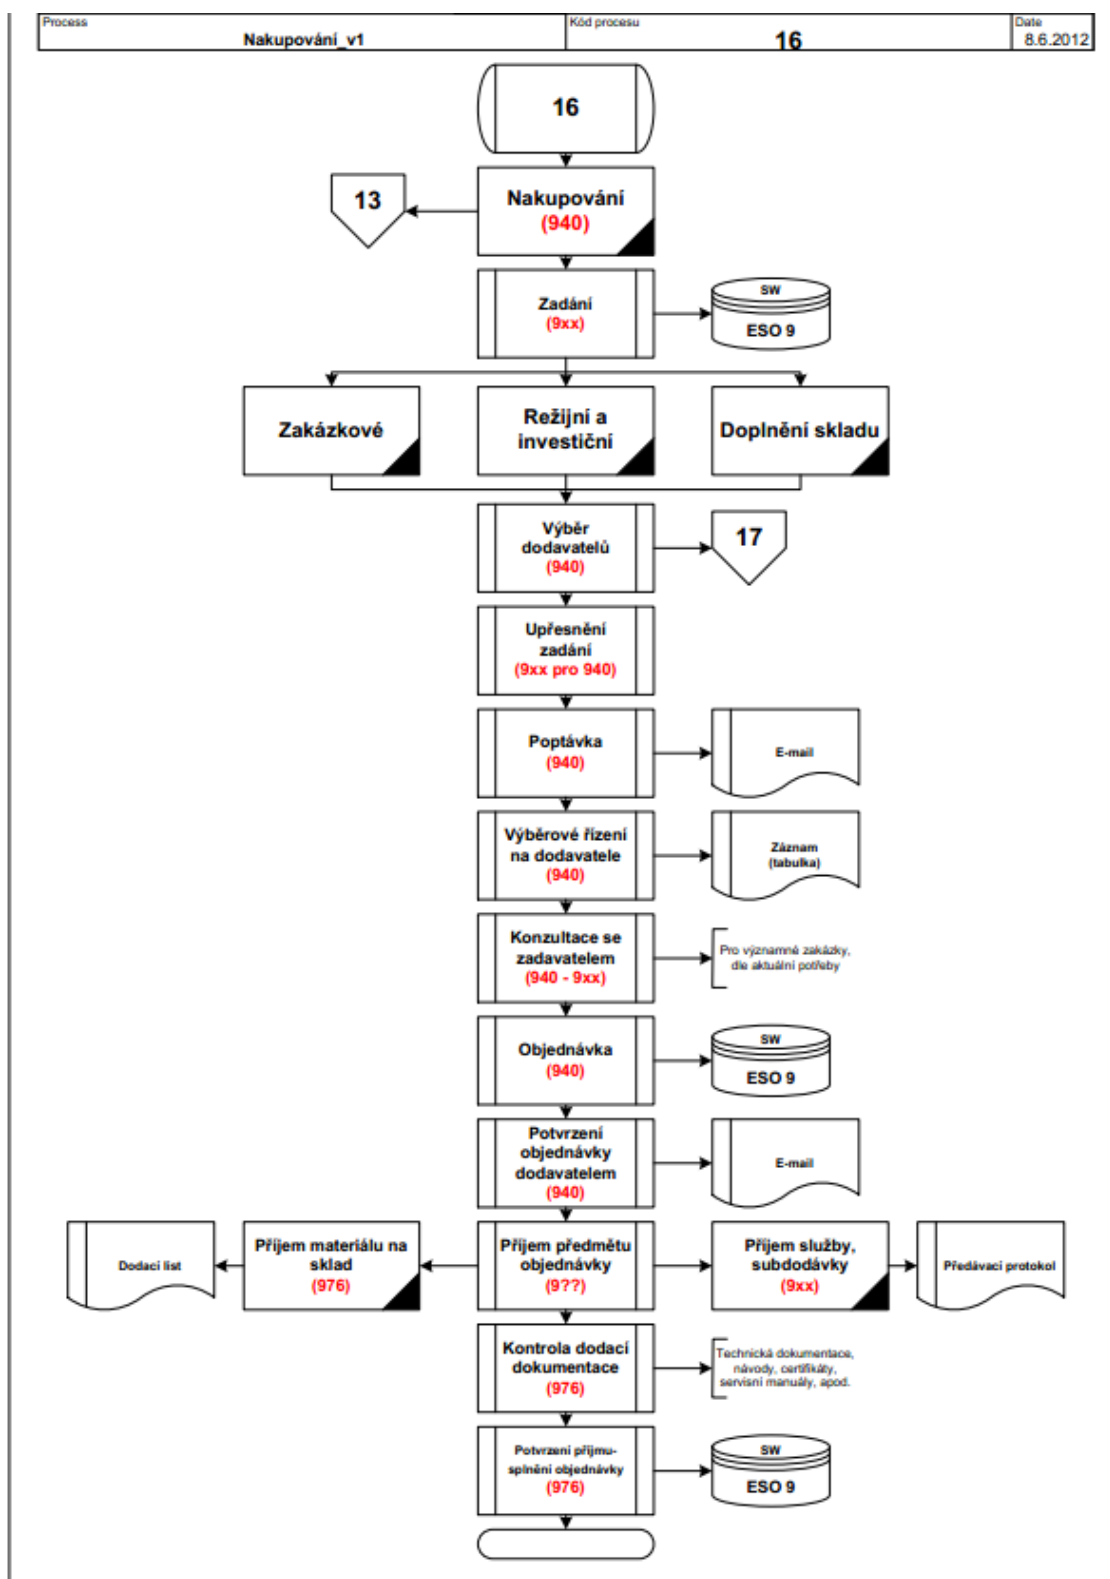 Process
Kód procesu
Date
Nakupování_v1
16
8.6.2012
16
13
Nakupování
(940)
Zadání
(9xx)
SW
ESO 9
Zakázkové
Režijní a
investiční
Doplnění skladu
Výběr
dodavatelů
(940)
17
Upřesnění
zadání
(9xx pro 940)
Poptávka
(940)
E-mail
Výběrové řízení
na dodavatele
(940)
Záznam
(tabulka)
Konzultace se
zadavatelem
(940 - 9xx)
Pro významné zakázky,
dle aktuální potřeby
Objednávka
(940)
SW
ESO 9
Potvrzení
objednávky
dodavatelem
(940)
E-mail
Dodací list
Příjem materiálu na
sklad
(976)
Příjem předmětu
objednávky
(9??)
Příjem služby,
subdodávky
(9xx)
Předávací protokol
Kontrola dodací
dokumentace
(976)
Technická dokumentace,
návody, certifikáty,
servisní manuály, apod.
Potvrzení příjmu-
splnění objednávky
(976)
SW
ESO 9